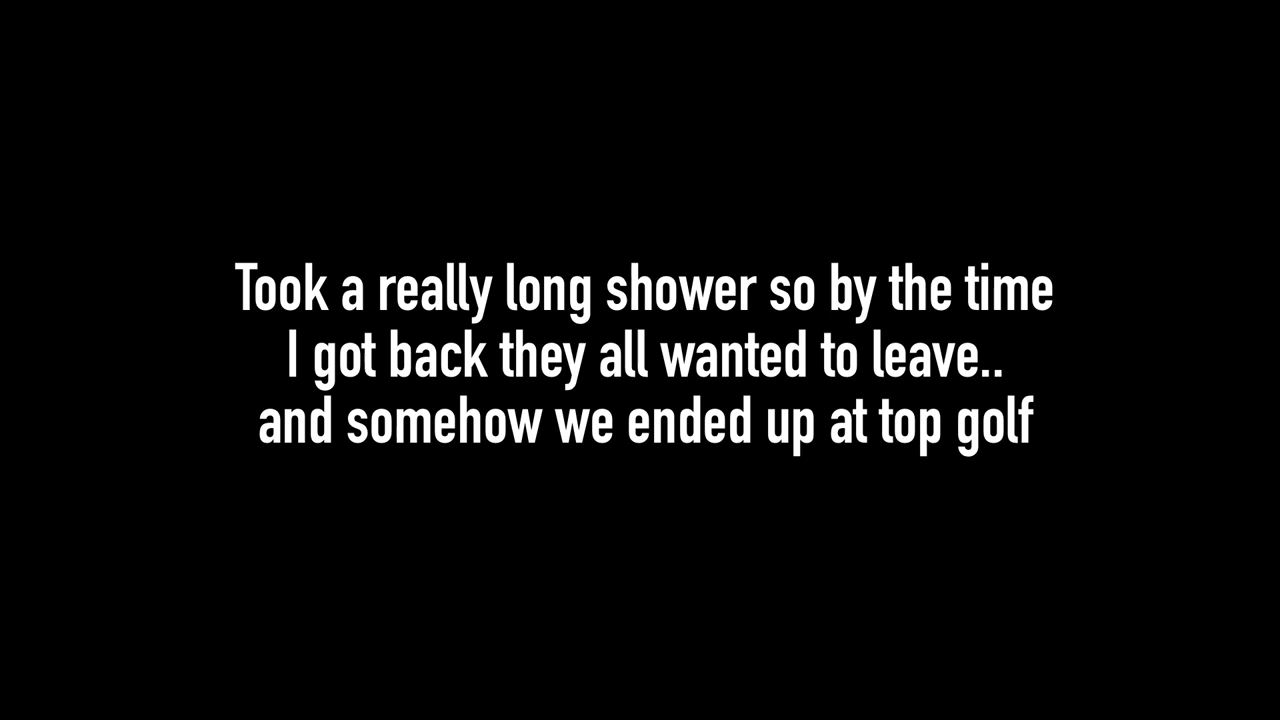 Took a really long shower so by the time
I got back they all wanted to leave..
and somehow we ended up at top golf